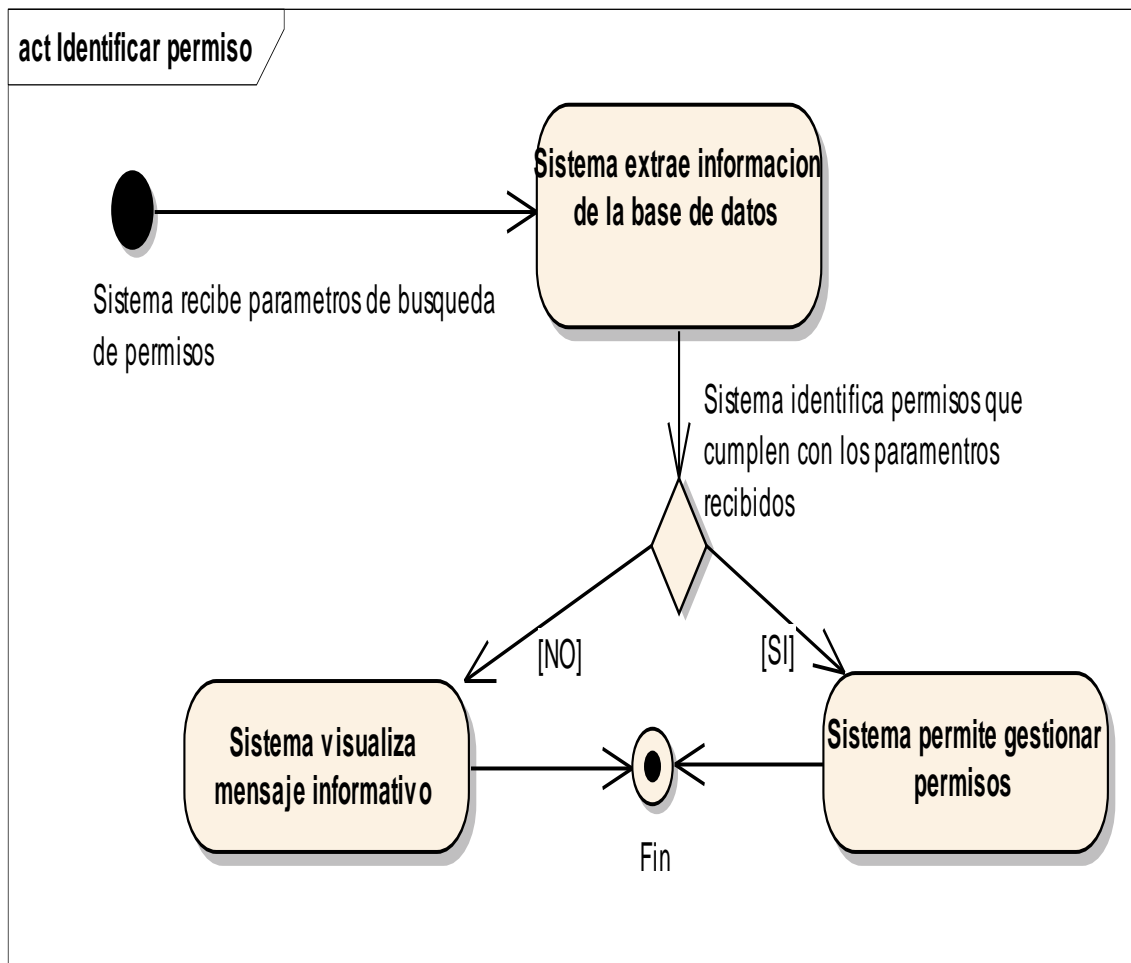 act Identificar permiso
Sistema extrae informacion
de la base de datos
Sistema recibe parametros de busqueda
de permisos
Sistema identifica permisos que
cumplen con los paramentros
recibidos
[NO]
[SI]
Sistema visualiza
mensaje informativo
Sistema permite gestionar
permisos
Fin